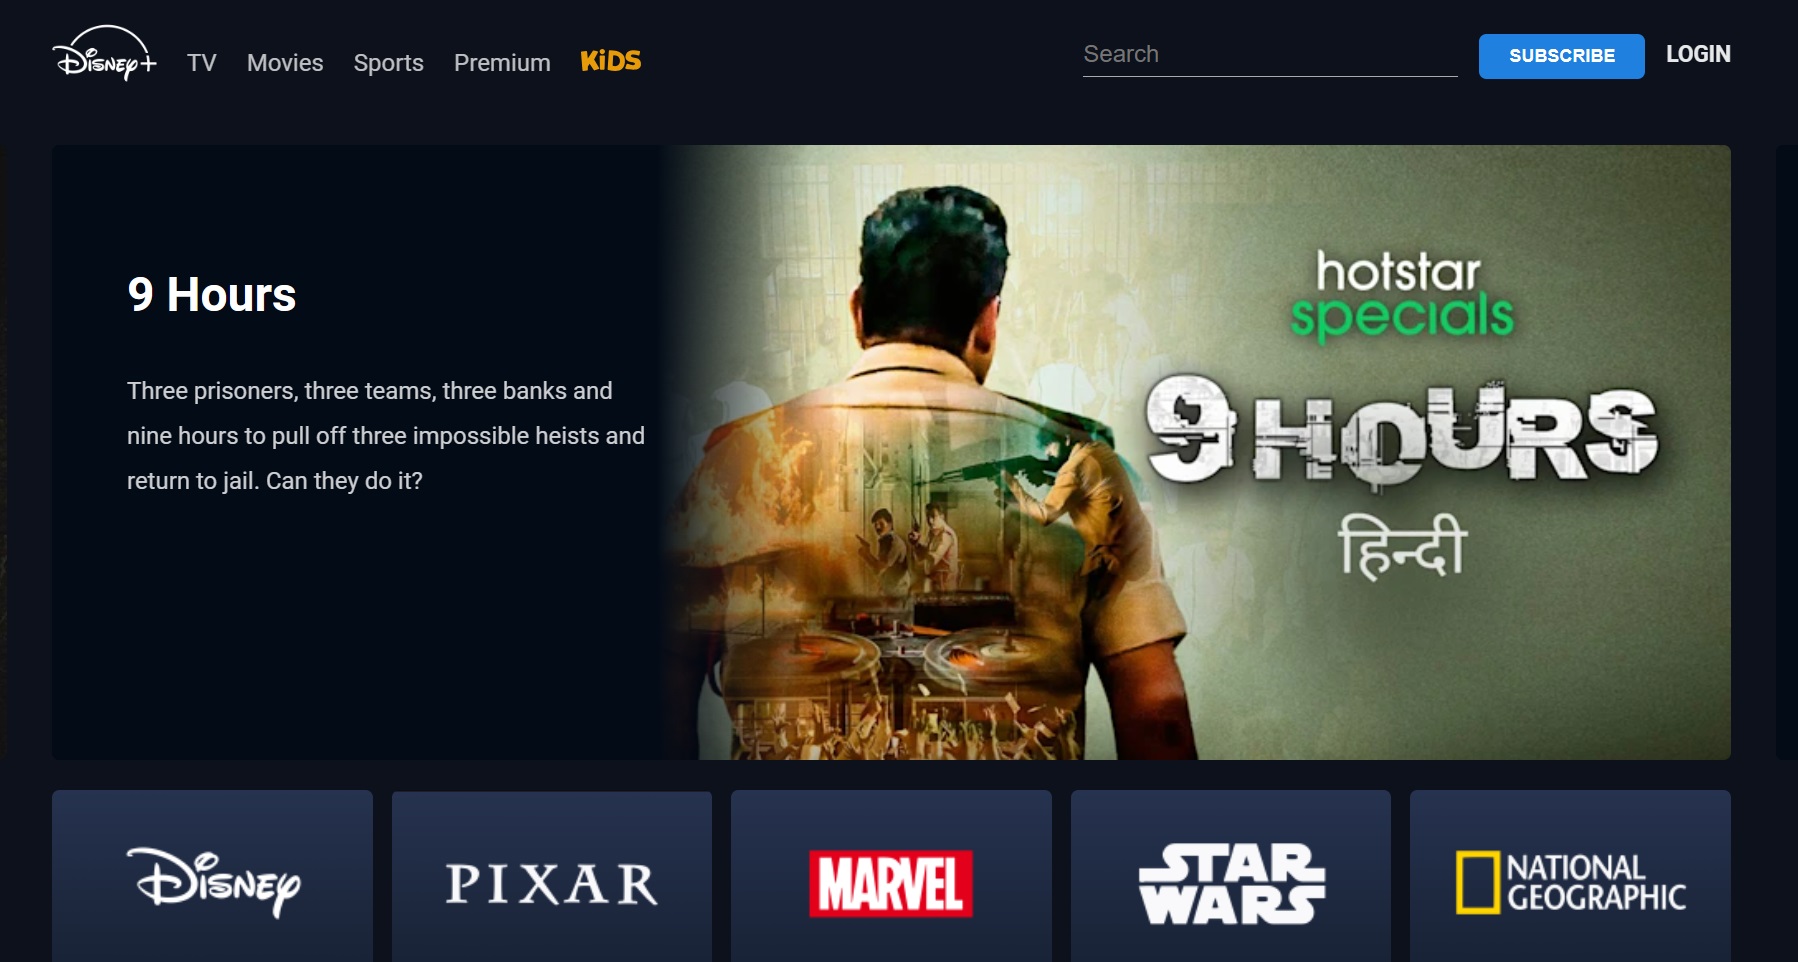 Disney+
TV
Movies
Sports
Premium
KiDS
Search
SUBSCRIBE
LOGIN
9 Hours
Three prisoners, three teams, three banks and
nine hours to pull off three impossible heists and
return to jail. Can they do it?
hotstar
specials
9 HOURS
हिन्दी
Disney
PIXAR
MARVEL
STAR
WARS
NATIONAL
GEOGRAPHIC